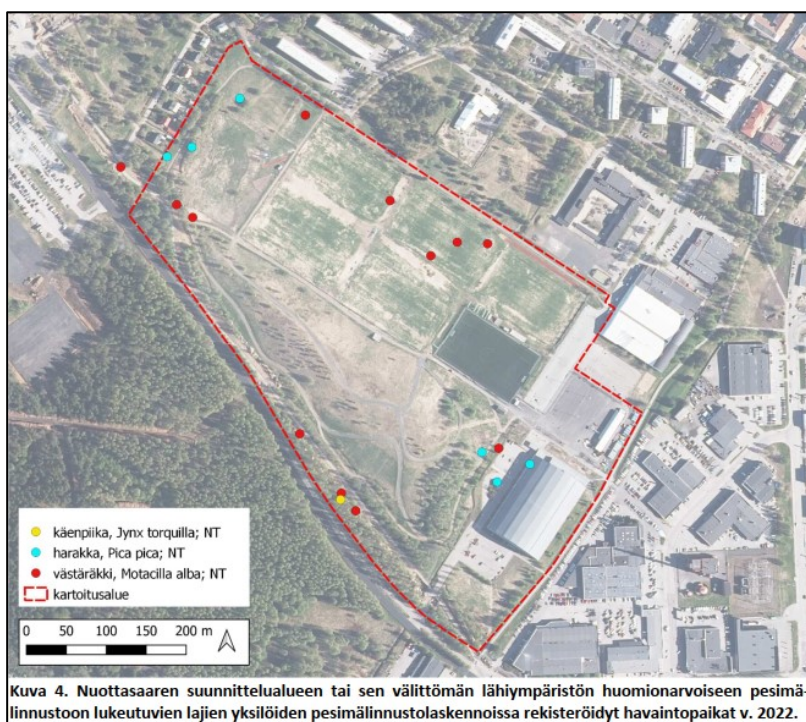 käenpiika, Jynx torquilla; NT
harakka, Pica pica; NT
västäräkki, Motacilla alba; NT
kartoitusalue
0 50 100 150 200 m
Kuva 4. Nuottasaaren suunnittelualueen tai sen välittömän lähiympäristön huomionarvoiseen pesimä-
linnustoon lukeutuvien lajien yksilöiden pesimälinnustolaskennoissa rekisteröidyt havaintopaikat v. 2022.